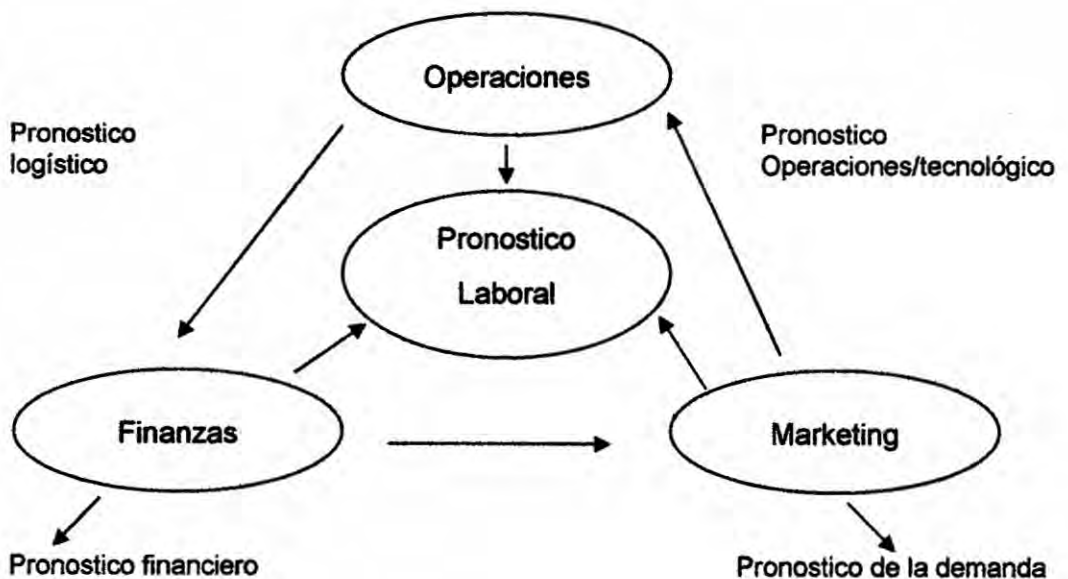 Operaciones
Pronostico
logístico
Pronostico
Operaciones/tecnológico
Pronostico
Laboral
Finanzas
Marketing
Pronostico financiero
Pronostico de la demanda